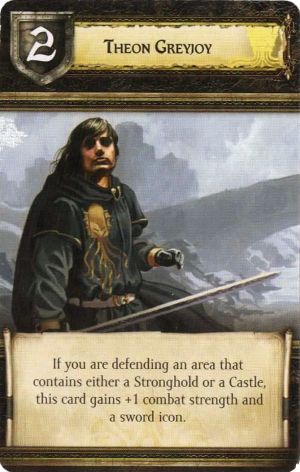 2
THEON GREYJOY
If you are defending an area that
contains either a Stronghold or a Castle,
this card gains +1 combat strength and
a sword icon.